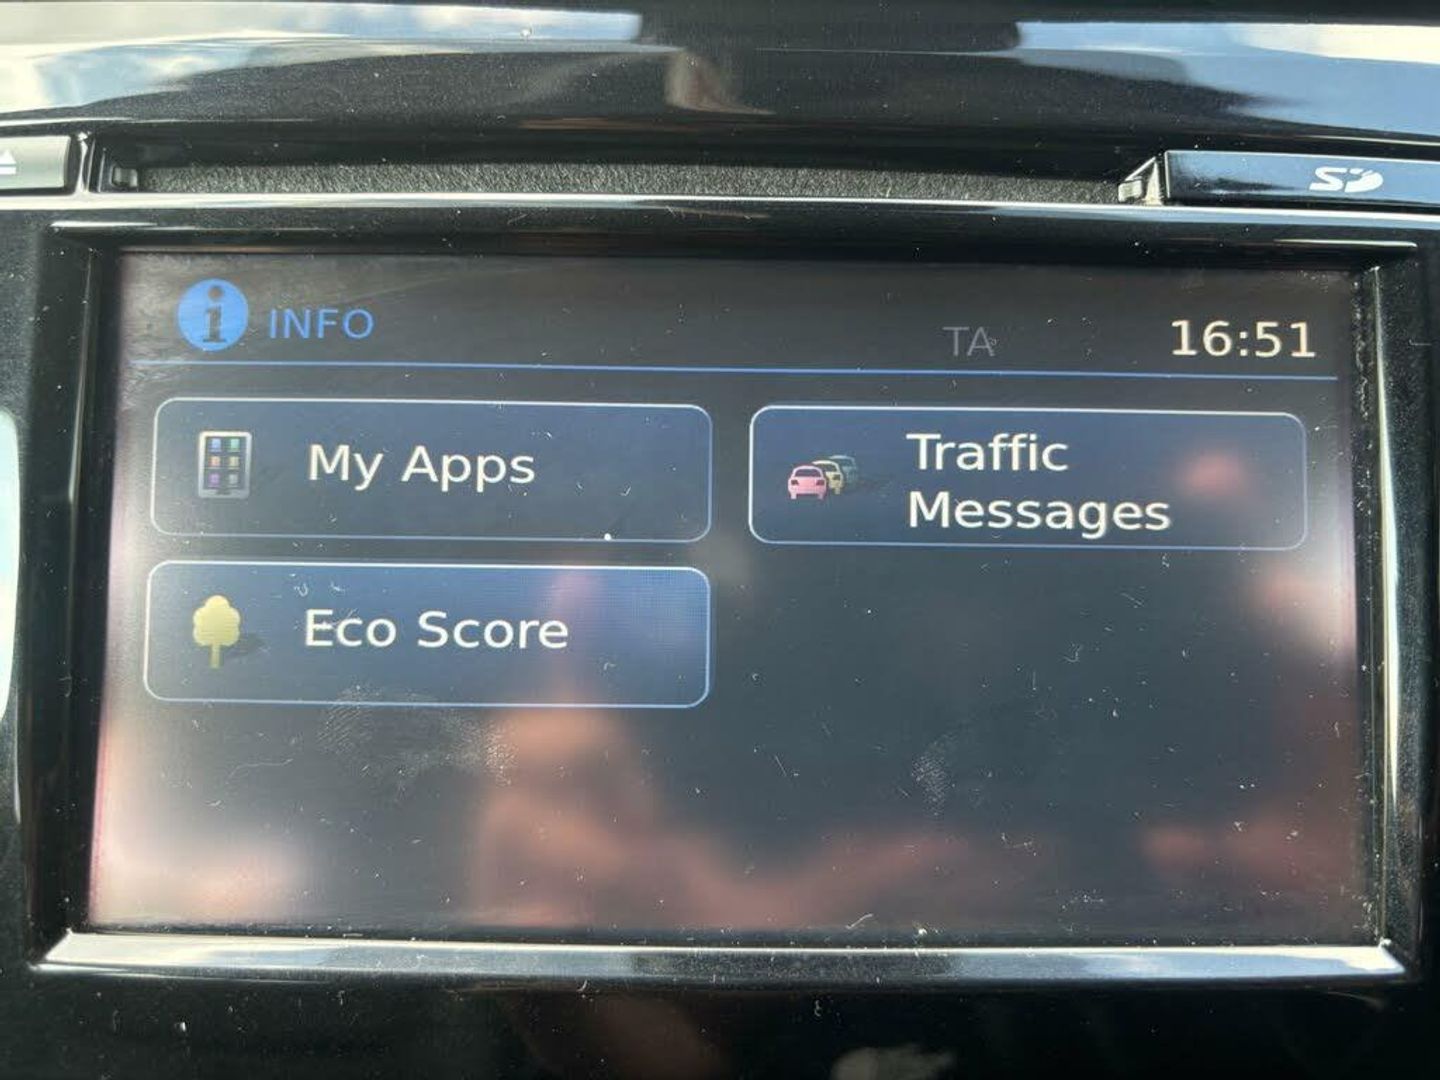 SD
INFO
TA
16:51
My Apps
Traffic
Messages
Eco Score